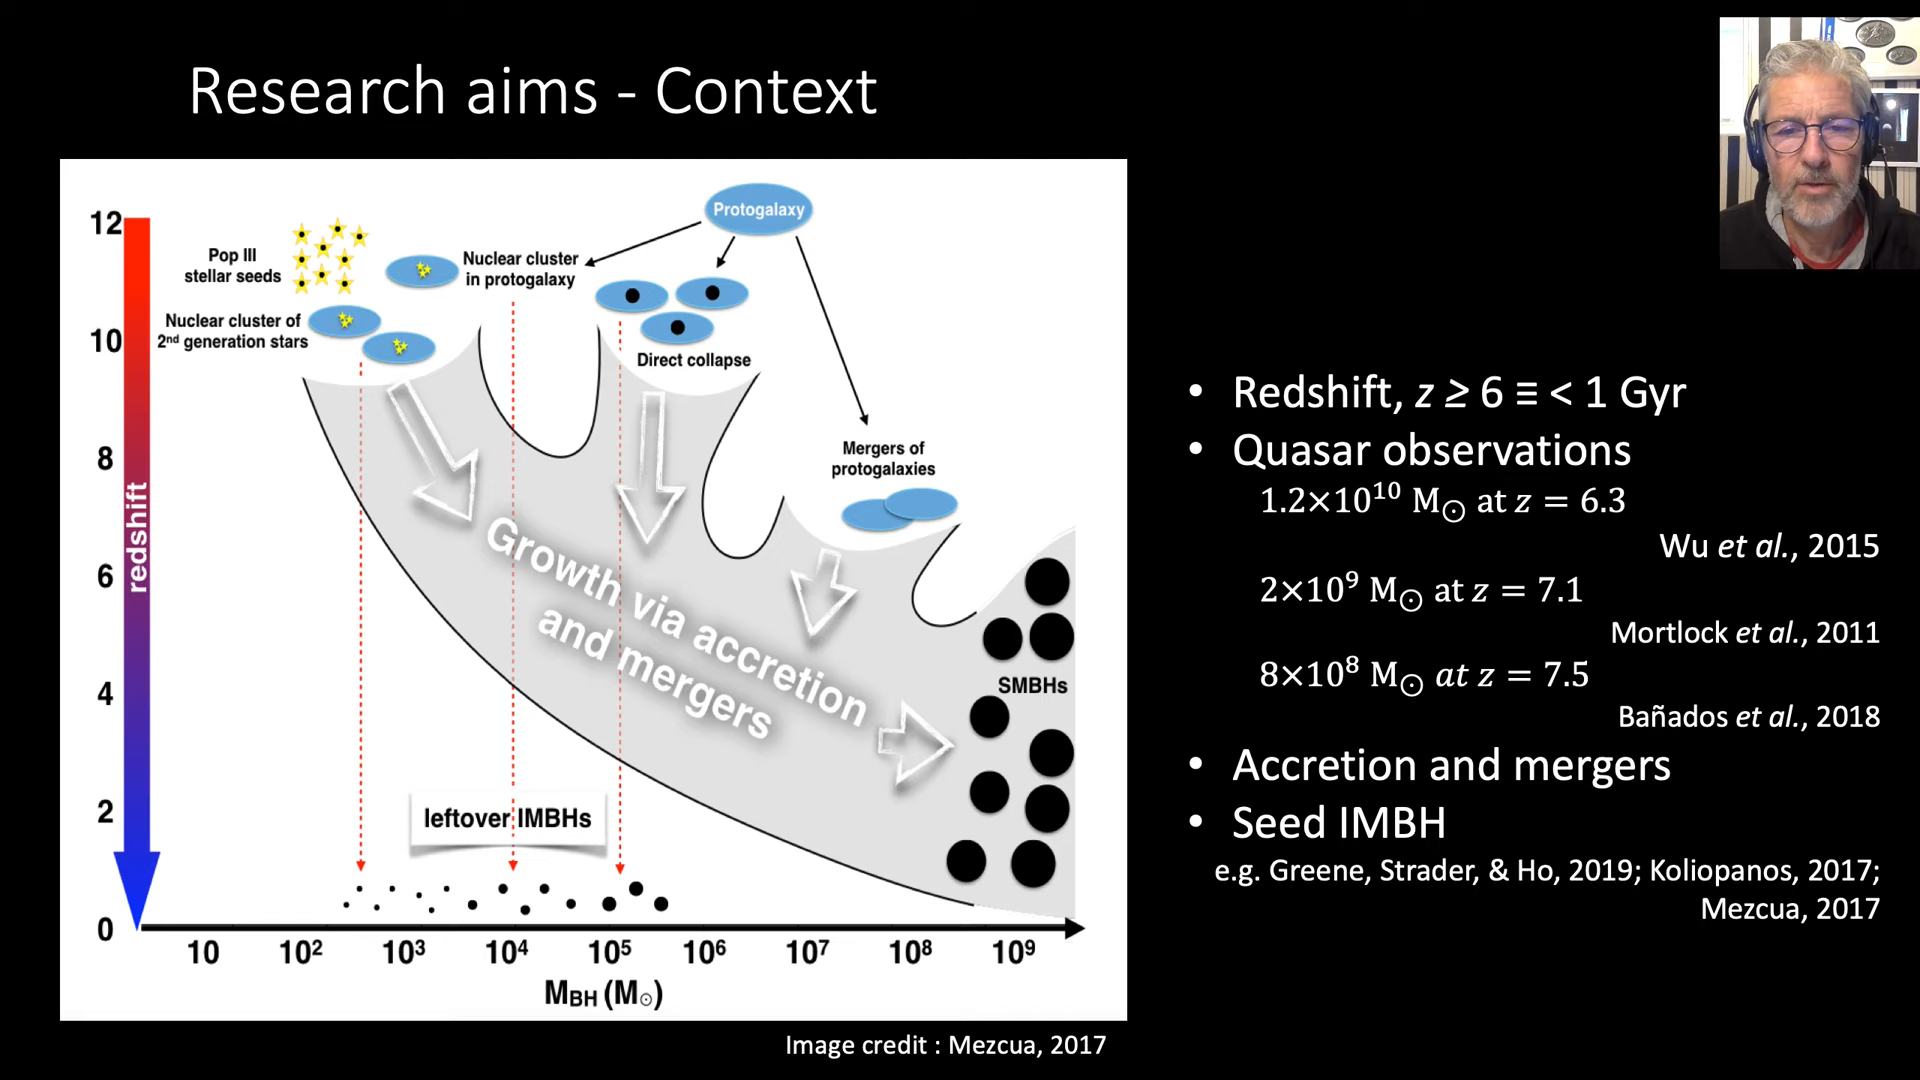 Research aims - Context
Protogalaxy
12
Pop III
stellar seeds
Nuclear cluster
in protogalaxy
Nuclear cluster of
2nd generation stars
10
Direct collapse
8
Mergers of
protogalaxies
redshift
6
Growth via accretion
and mergers
4
SMBHs
2
leftover IMBHs
0
10 10² 10³ 10⁴ 10⁵ 10⁶ 10⁷ 10⁸ 10⁹
MBH (M⊙)
Image credit : Mezcua, 2017
• Redshift, z ≥ 6 ≡ < 1 Gyr
• Quasar observations
1.2×10¹⁰ M⊙ at z = 6.3
Wu et al., 2015
2×10⁹ M⊙ at z = 7.1
Mortlock et al., 2011
8×10⁸ M⊙ at z = 7.5
Bañados et al., 2018
• Accretion and mergers
• Seed IMBH
e.g. Greene, Strader, & Ho, 2019; Koliopanos, 2017;
Mezcua, 2017